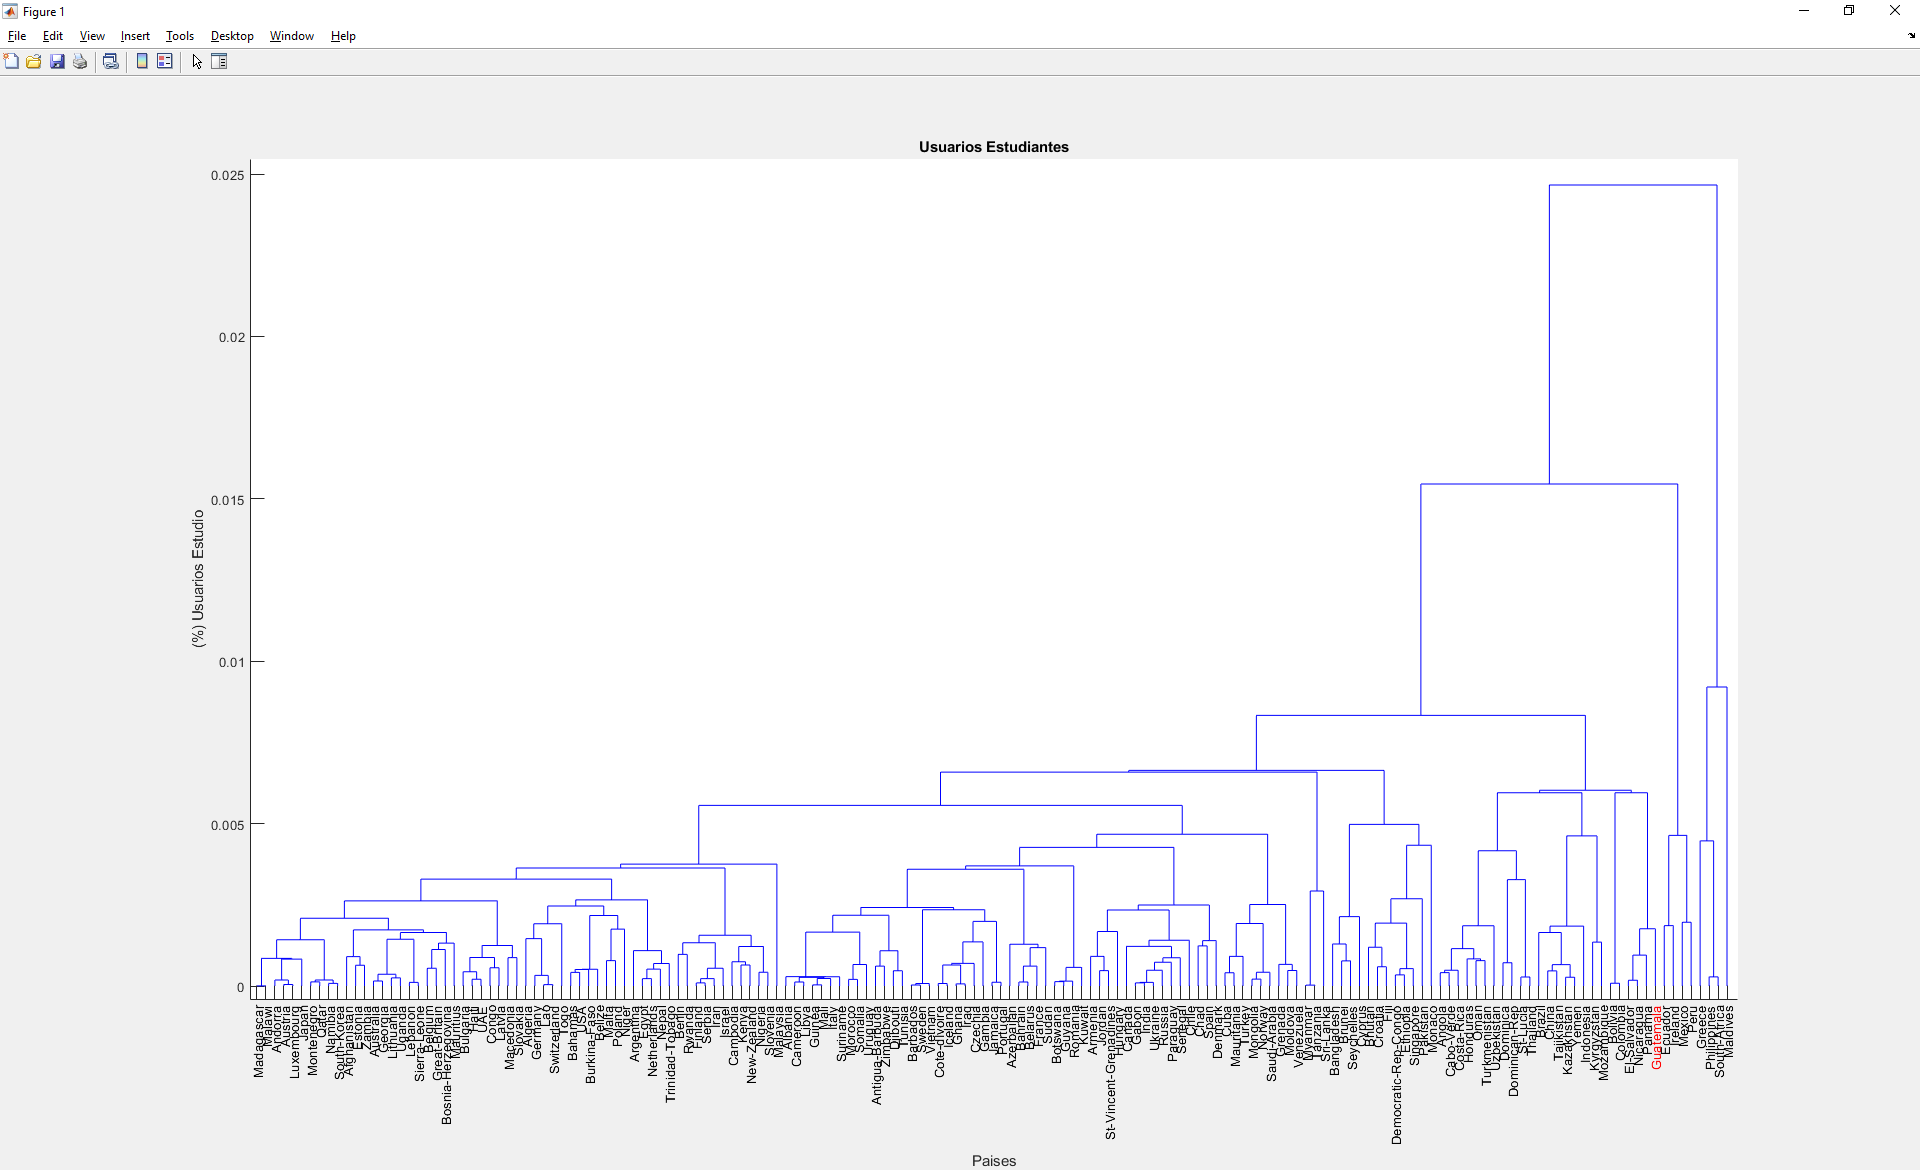 Figure 1
File Edit View Insert Tools Desktop Window Help
Usuarios Estudiantes
(%) Usuarios Estudio
0.025
0.02
0.015
0.01
0.005
0
Madagascar
Malawi
Andorra
Austria
Luxembourg
Japan
Montenegro
Qatar
Namibia
South-Korea
Afghanistan
Estonia
Zambia
Australia
Georgia
Lithuania
Uganda
Lebanon
Sierra-Leone
Belgium
Great-Britain
Bosnia-Herzegovina
Mauritius
Bulgaria
Haiti
UAE
Congo
Latvia
Macedonia
Slovakia
Algeria
Germany
Lao
Switzerland
Togo
Bahamas
USA
Burkina-Faso
Belize
Malta
Poland
Niger
Argentina
Egypt
Netherlands
Nepal
Trinidad-Tobago
Benin
Rwanda
Finland
Serbia
Iraq
Israel
Cambodia
Kenya
New-Zealand
Nigeria
Slovenia
Malaysia
Albania
Cameroon
Libya
Guinea
Mali
Italy
Suriname
Morocco
Somalia
Uruguay
Antigua-Barbuda
Zimbabwe
Djibouti
Tunisia
Barbados
Sweden
Vietnam
Cote-dIvoire
Iceland
Ghana
Iran
Czechia
Gambia
Jamaica
Portugal
Azerbaijan
Bahrain
Belarus
France
Sudan
Botswana
Guyana
Romania
Kuwait
Armenia
Jordan
St-Vincent-Grenadines
Hungary
Canada
Gabon
India
Ukraine
Russia
Paraguay
Senegal
Chile
Chad
Spain
Denmark
Cuba
Mauritania
Turkey
Mongolia
Norway
Saudi-Arabia
Grenada
Moldova
Venezuela
Myanmar
Tanzania
Sri-Lanka
Bangladesh
Brunei
Seychelles
Cyprus
Bhutan
Croatia
Fiji
Democratic-Rep-Congo
Ethiopia
Singapore
Pakistan
Monaco
Angola
Cabo-Verde
Costa-Rica
Honduras
Oman
Turkmenistan
Uzbekistan
Dominica
Dominican-Rep
St-Lucia
Thailand
Brazil
China
Tajikistan
Kazakhstan
Yemen
Indonesia
Kyrgyzstan
Mozambique
Bolivia
Colombia
El-Salvador
Nicaragua
Panama
Guatemala
Ecuador
Ireland
Mexico
Peru
Greece
Philippines
South-Africa
Maldives
Paises